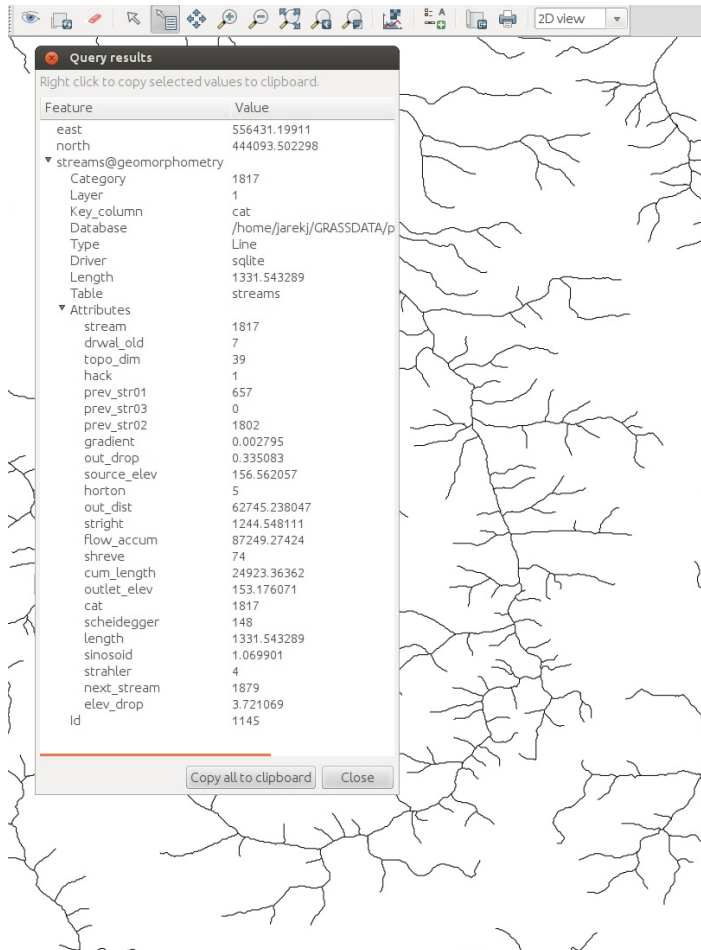 2D view
Query results
Right click to copy selected values to clipboard.
Feature Value
east 556431.19911
north 444093.502298
streams@geomorphometry
Category 1817
Layer 1
Key_column cat
Database /home/jarekj/GRASSDATA/p
Type Line
Driver sqlite
Length 1331.543289
Table streams
Attributes
stream 1817
drwal_old 7
topo_dim 39
hack 1
prev_str01 657
prev_str03 0
prev_str02 1802
gradient 0.002795
out_drop 0.335083
source_elev 156.562057
horton 5
out_dist 62745.238047
stright 1244.548111
flow_accum 87249.27424
shreve 74
cum_length 24923.36362
outlet_elev 153.176071
cat 1817
scheidegger 148
length 1331.543289
sinosoid 1.069901
strahler 4
next_stream 1879
elev_drop 3.721069
Id 1145
Copy all to clipboard Close